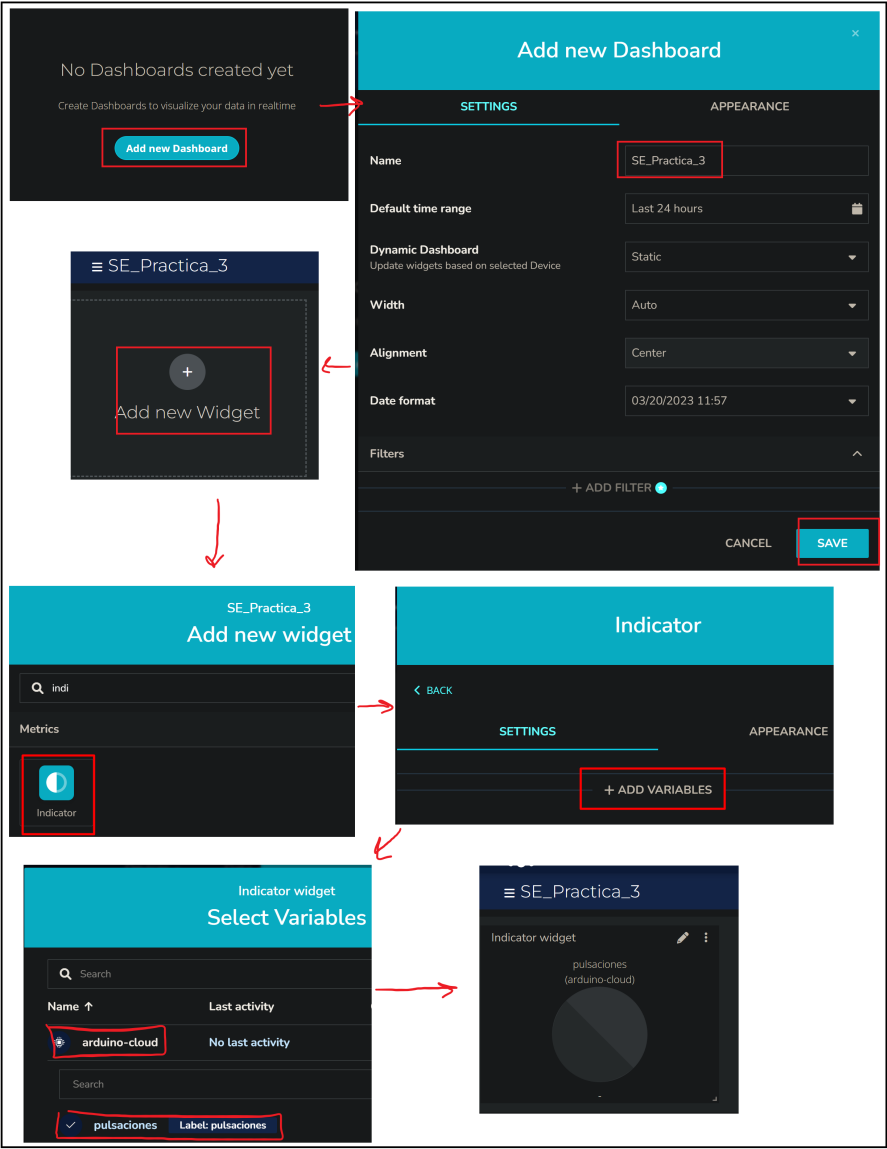 No Dashboards created yet
Create Dashboards to visualize your data in realtime
Add new Dashboard
Add new Dashboard
×
SETTINGS
APPEARANCE
Name
SE_Practica_3
Default time range
Last 24 hours
Dynamic Dashboard
Update widgets based on selected Device
Static
Width
Auto
Alignment
Center
Date format
03/20/2023 11:57
Filters
+ ADD FILTER
CANCEL
SAVE
≡ SE_Practica_3
+
Add new Widget
SE_Practica_3
Add new widget
indi
Metrics
Indicator
Indicator
BACK
SETTINGS
APPEARANCE
+ ADD VARIABLES
Indicator widget
Select Variables
Search
Name ↑
Last activity
arduino-cloud
No last activity
Search
pulsaciones
Label: pulsaciones
≡ SE_Practica_3
Indicator widget
pulsaciones
(arduino-cloud)
-